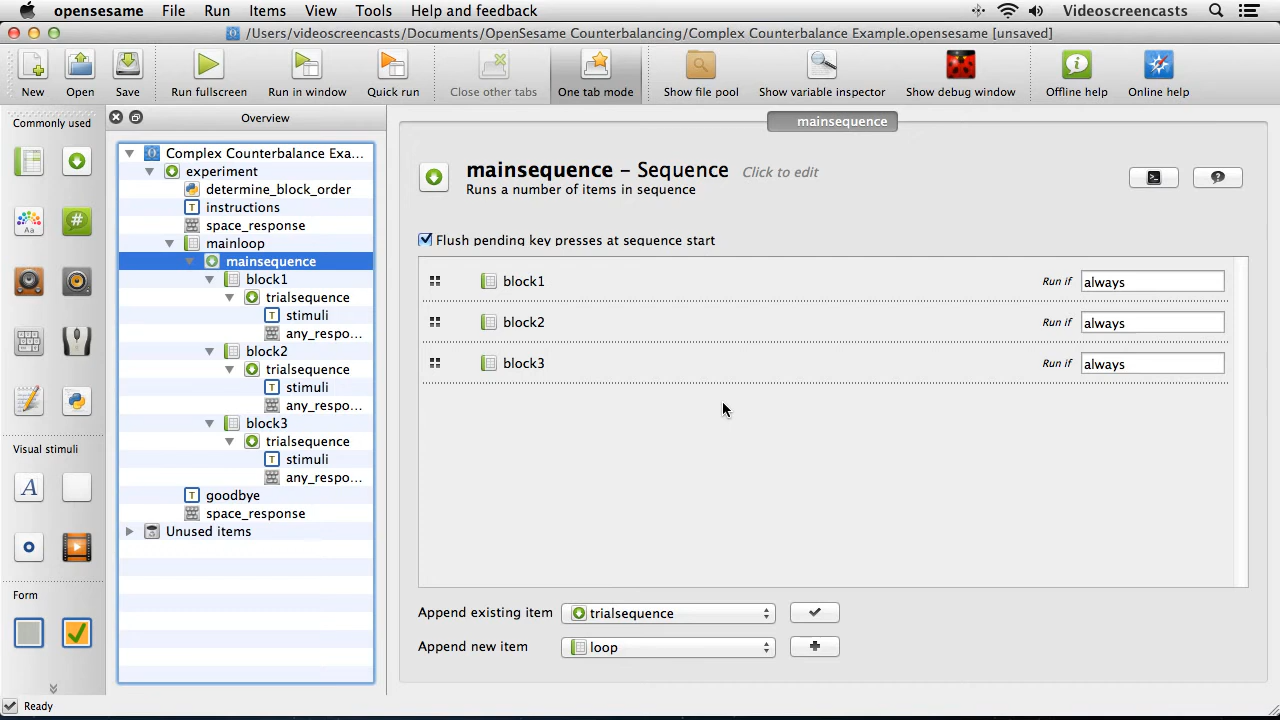 opensesame File Run Items View Tools Help and feedback Videoscreencasts
/Users/videoscreencasts/Documents/OpenSesame Counterbalancing/Complex Counterbalance Example.opensesame [unsaved]
New Open Save Run fullscreen Run in window Quick run Close other tabs One tab mode Show file pool Show variable inspector Show debug window Offline help Online help
Commonly used
Aa
#
Visual stimuli
A
Form
Overview
Complex Counterbalance Exa...
experiment
determine_block_order
T instructions
space_response
mainloop
mainsequence
block1
trialsequence
T stimuli
any_respo...
block2
trialsequence
T stimuli
any_respo...
block3
trialsequence
T stimuli
any_respo...
T goodbye
space_response
Unused items
mainsequence
mainsequence – Sequence Click to edit
Runs a number of items in sequence
Flush pending key presses at sequence start
block1 Run if always
block2 Run if always
block3 Run if always
Append existing item trialsequence
Append new item loop
Ready